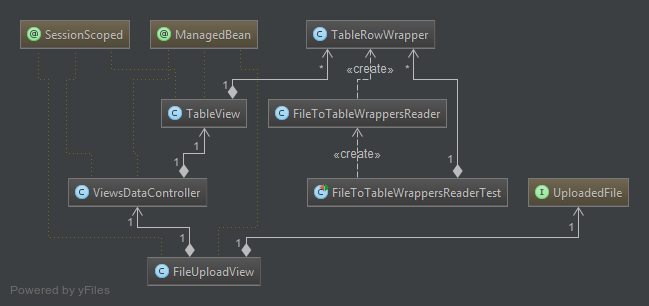 @ SessionScoped
@ ManagedBean
C TableRowWrapper
* * 
«create»
1
C TableView
C FileToTableWrappersReader
1
«create»
1
1
C ViewsDataController
C FileToTableWrappersReaderTest
I UploadedFile
1
1
1
1
C FileUploadView
Powered by yFiles